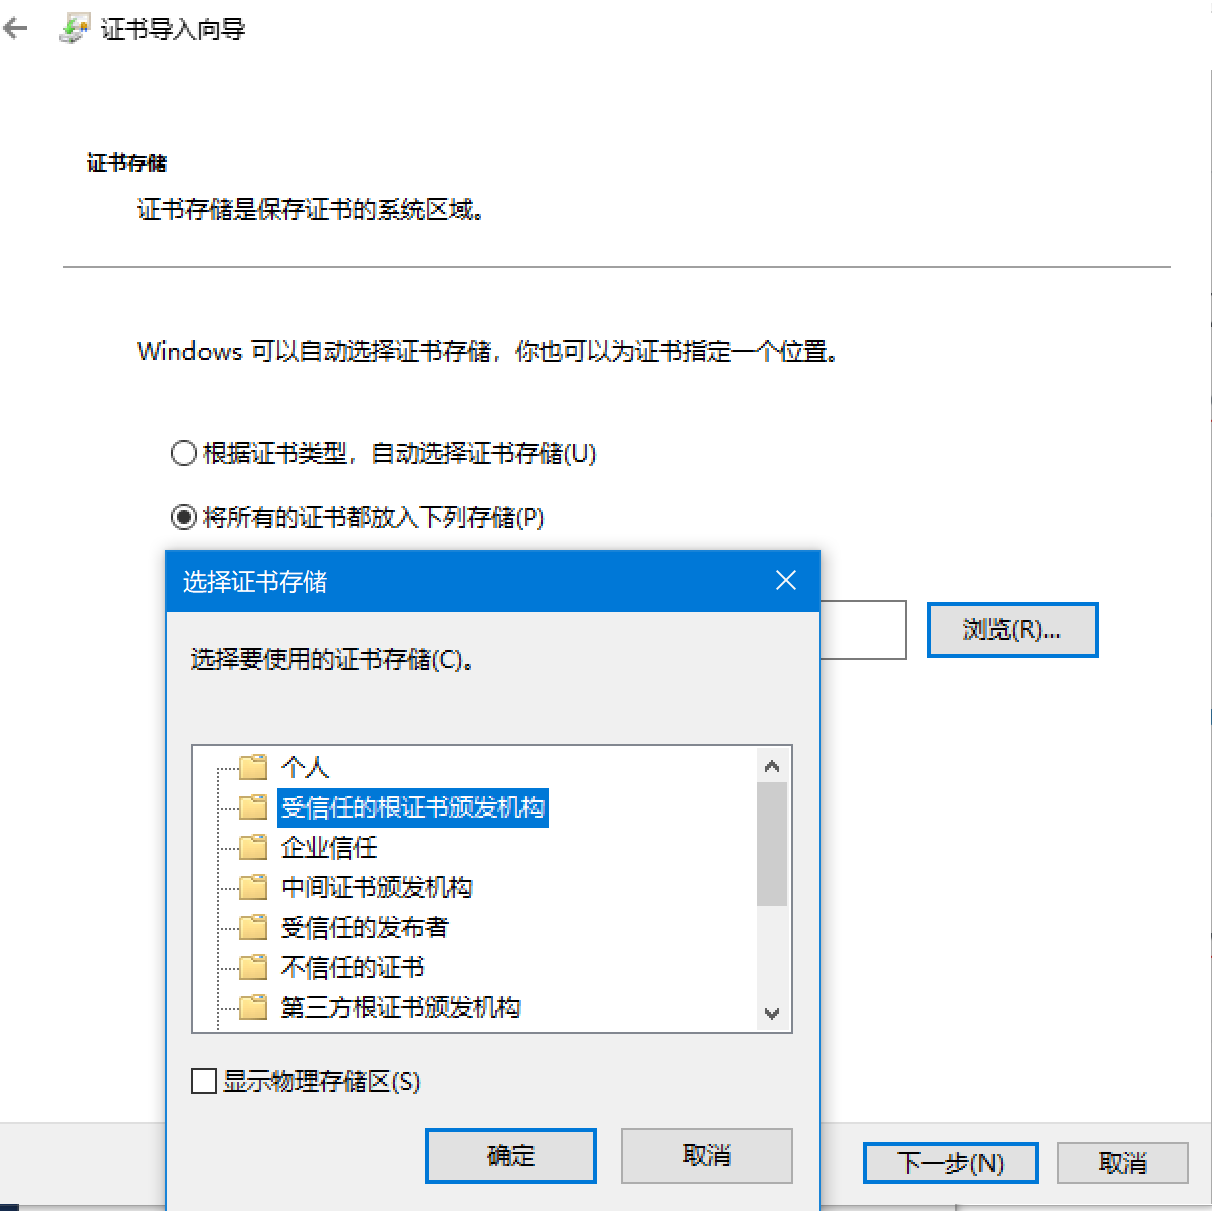 证书导入向导
证书存储
证书存储是保存证书的系统区域。
Windows 可以自动选择证书存储，你也可以为证书指定一个位置。
根据证书类型，自动选择证书存储(U)
将所有的证书都放入下列存储(P)
选择证书存储
浏览(R)...
选择要使用的证书存储(C)。
个人
受信任的根证书颁发机构
企业信任
中间证书颁发机构
受信任的发布者
不信任的证书
第三方根证书颁发机构
显示物理存储区(S)
确定
取消
下一步(N)
取消